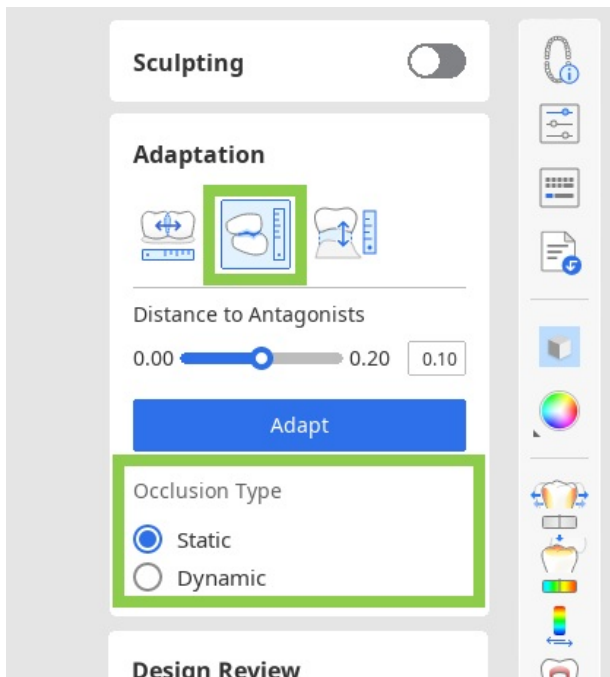 Sculpting
Adaptation
Distance to Antagonists
0.00 0.20 0.10
Adapt
Occlusion Type
Static
Dynamic
Design Review